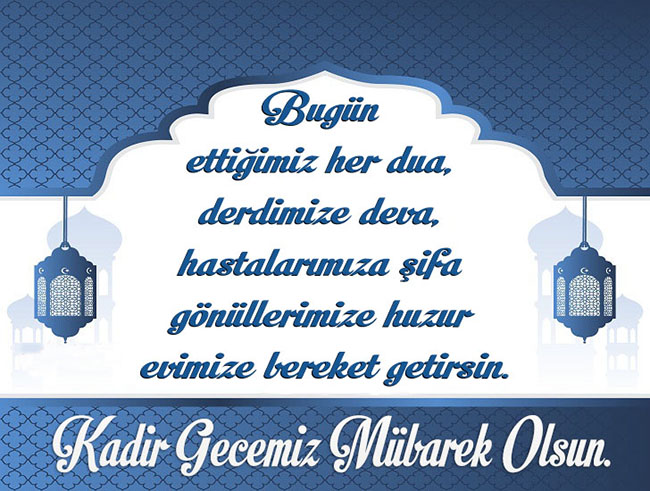 Bugün
ettiğimiz her dua,
derdimize deva,
hastalarımıza şifa
gönüllerimize huzur
evimize bereket getirsin.
Kadir Gecemiz Mübarek Olsun.